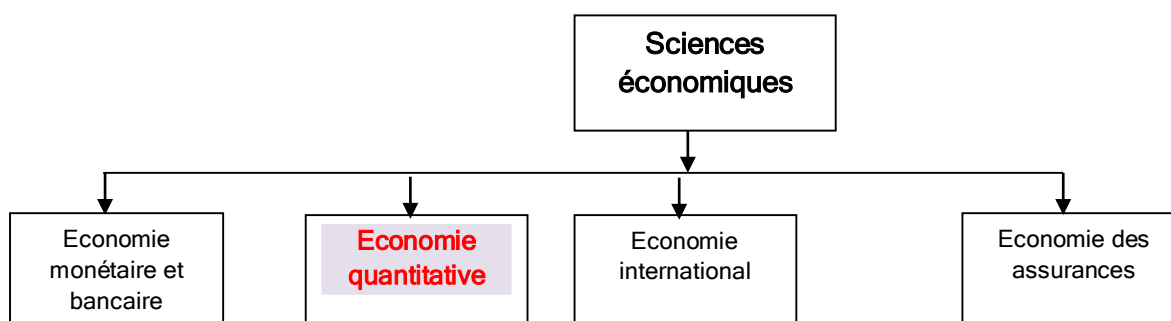 Sciences
économiques
Economie
monétaire et
bancaire
Economie
quantitative
Economie
international
Economie des
assurances